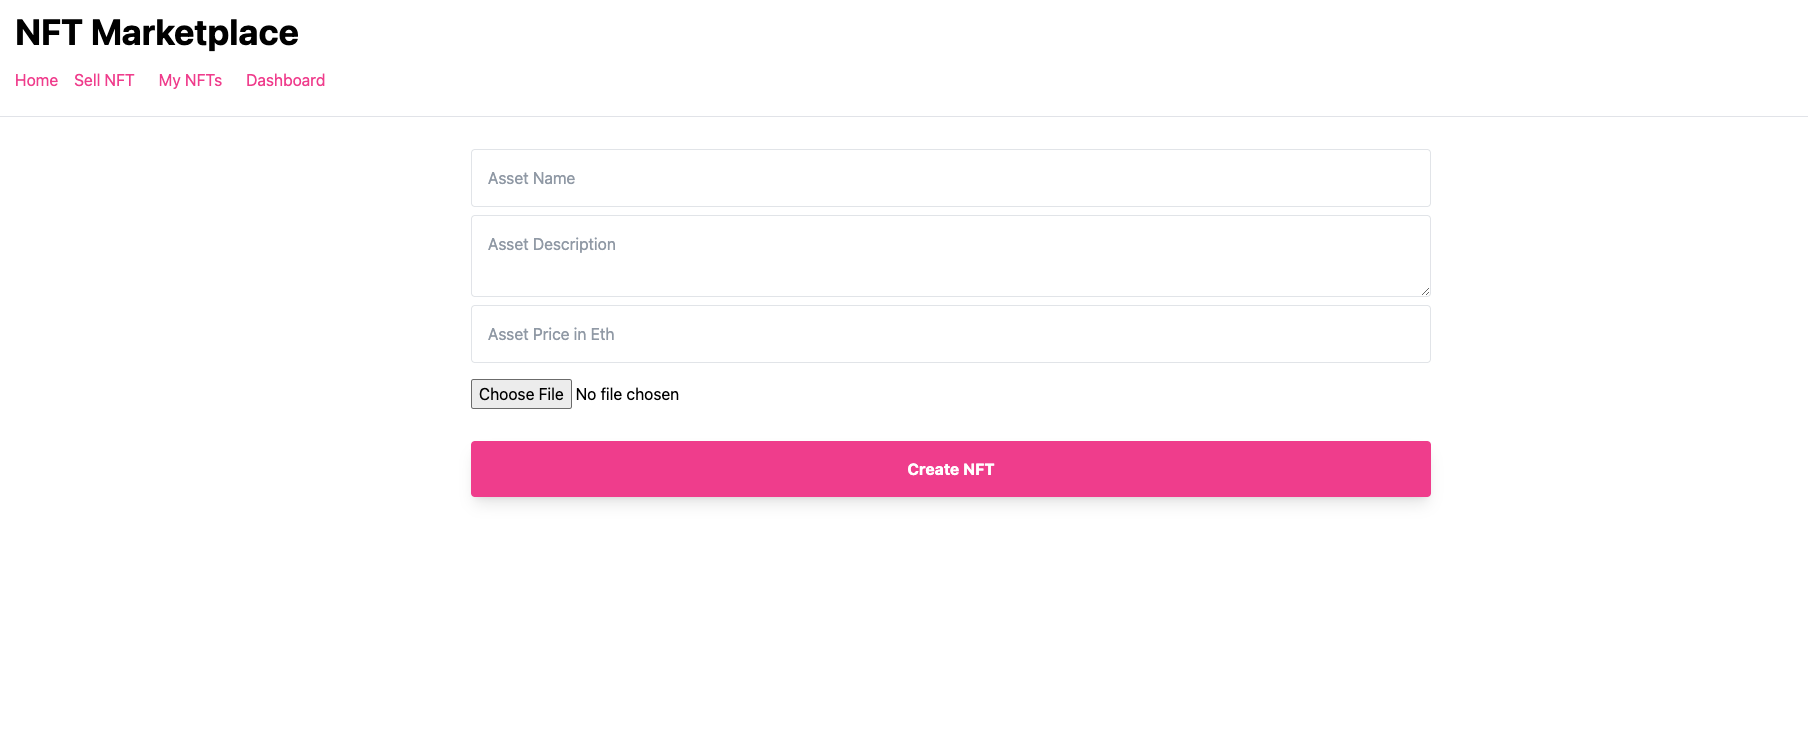 NFT Marketplace
Home Sell NFT My NFTs Dashboard
Asset Name
Asset Description
Asset Price in Eth
Choose File No file chosen
Create NFT